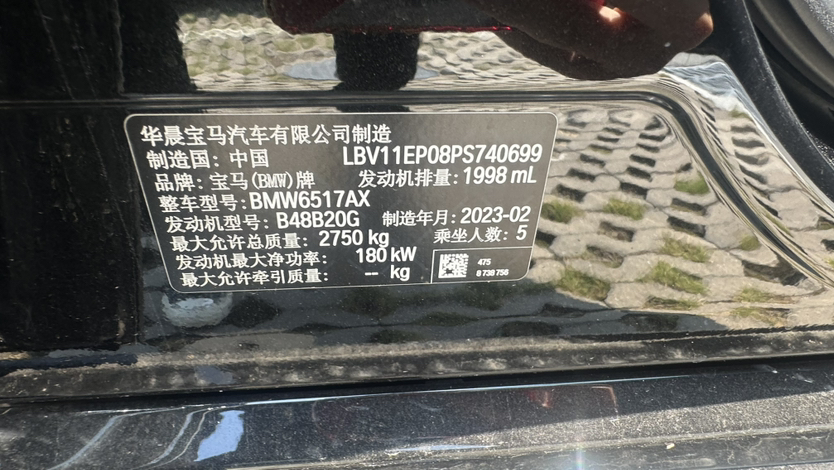 华晨宝马汽车有限公司制造
制造国：中国 LBV11EP08PS740699
品牌：宝马(BMW)牌 发动机排量：1998 mL
整车型号：BMW6517AX
发动机型号：B48B20G 制造年月：2023-02
最大允许总质量：2750 kg 乘坐人数：5
发动机最大净功率：180 kW
最大允许牵引质量：-- kg
475
8 738 756